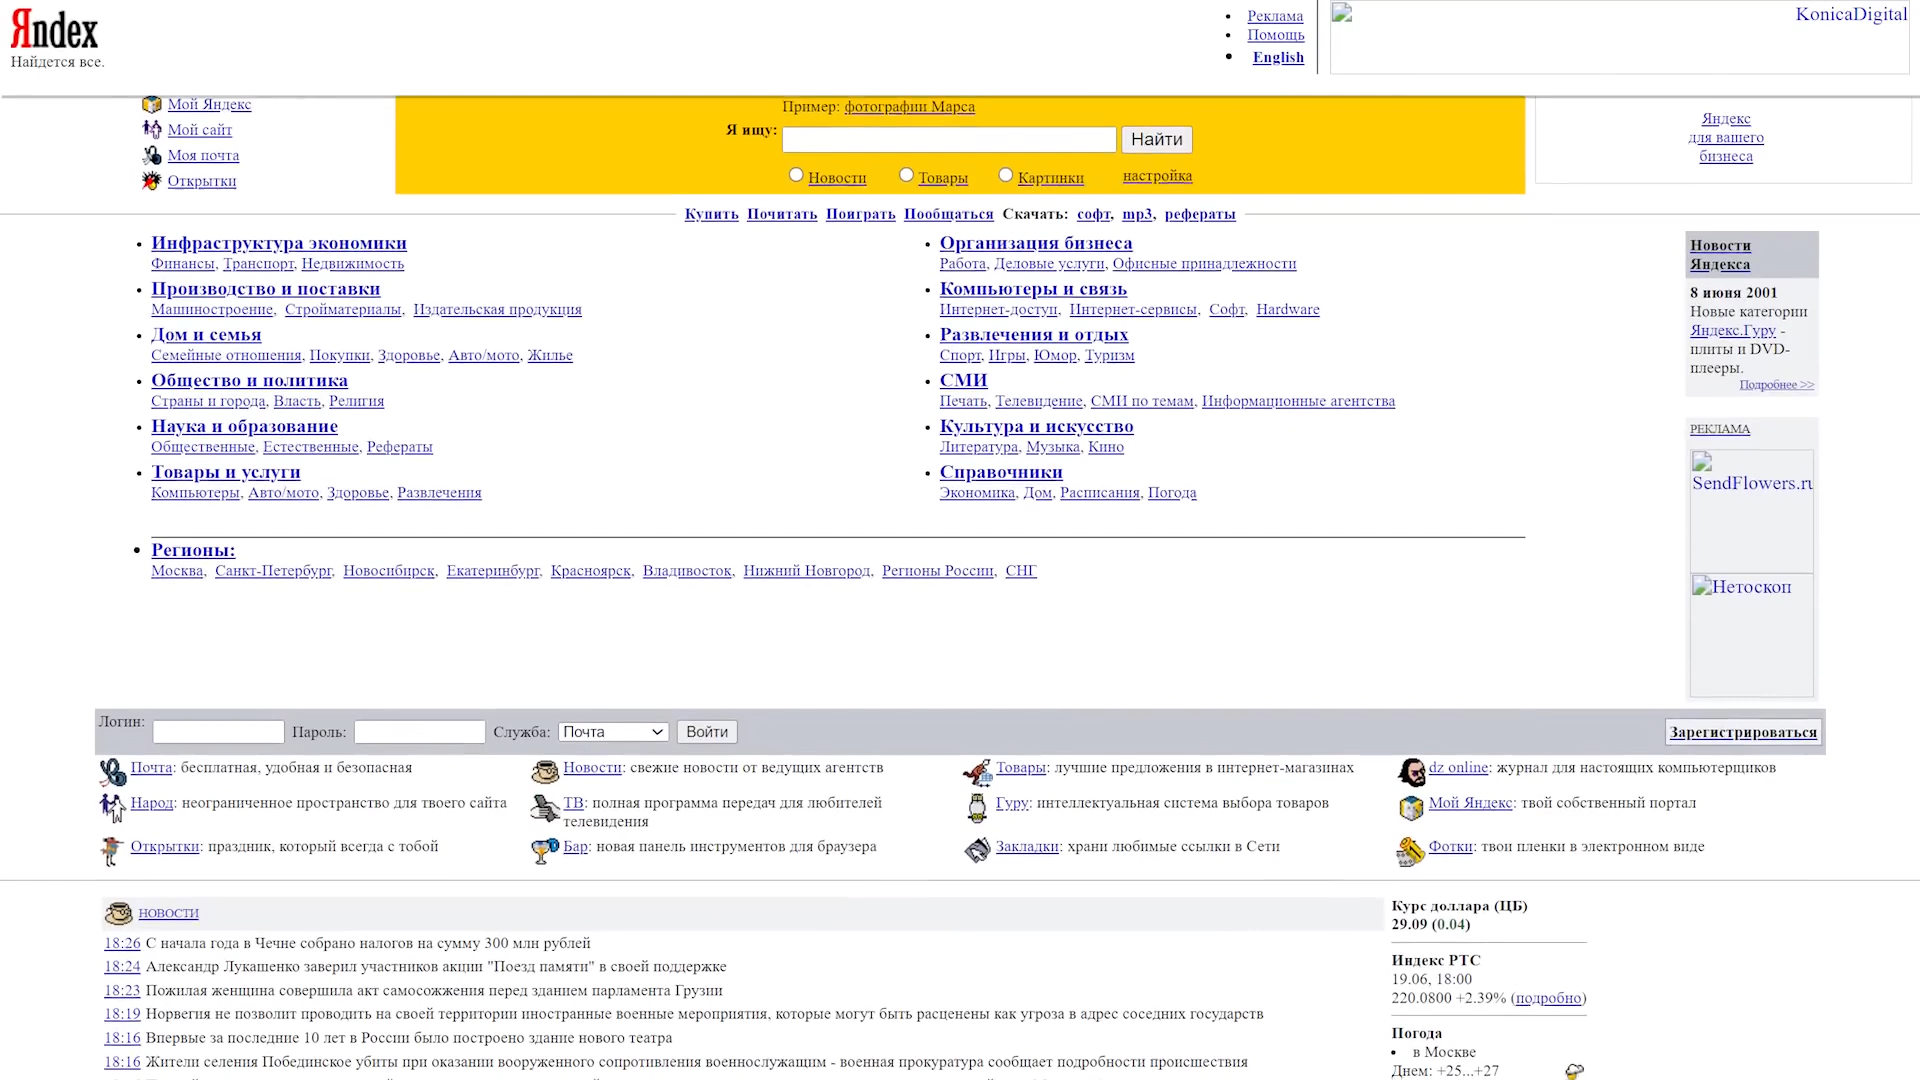 Яndex
Найдется все.
Реклама
Помощь
English
KonicaDigital
Мой Яндекс
Мой сайт
Моя почта
Открытки
Пример: фотографии Марса
Я ищу:
Найти
Новости
Товары
Картинки
настройка
Яндекс
для вашего
бизнеса
Купить Почитать Поиграть Пообщаться Скачать: софт, mp3, рефераты
Инфраструктура экономики
Финансы, Транспорт, Недвижимость
Производство и поставки
Машиностроение, Стройматериалы, Издательская продукция
Дом и семья
Семейные отношения, Покупки, Здоровье, Авто/мото, Жилье
Общество и политика
Страны и города, Власть, Религия
Наука и образование
Общественные, Естественные, Рефераты
Товары и услуги
Компьютеры, Авто/мото, Здоровье, Развлечения
Организация бизнеса
Работа, Деловые услуги, Офисные принадлежности
Компьютеры и связь
Интернет-доступ, Интернет-сервисы, Софт, Hardware
Развлечения и отдых
Спорт, Игры, Юмор, Туризм
СМИ
Печать, Телевидение, СМИ по темам, Информационные агентства
Культура и искусство
Литература, Музыка, Кино
Справочники
Экономика, Дом, Расписания, Погода
Новости
Яндекса
8 июня 2001
Новые категории
Яндекс.Гуру -
плиты и DVD-
плееры.
Подробнее >>
РЕКЛАМА
SendFlowers.ru
Нетоскоп
Регионы:
Москва, Санкт-Петербург, Новосибирск, Екатеринбург, Красноярск, Владивосток, Нижний Новгород, Регионы России, СНГ
Логин:
Пароль:
Служба:
Почта
Войти
Зарегистрироваться
Почта: бесплатная, удобная и безопасная
Новости: свежие новости от ведущих агентств
Товары: лучшие предложения в интернет-магазинах
dz online: журнал для настоящих компьютерщиков
Народ: неограниченное пространство для твоего сайта
ТВ: полная программа передач для любителей
телевидения
Гуру: интеллектуальная система выбора товаров
Мой Яндекс: твой собственный портал
Открытки: праздник, который всегда с тобой
Бар: новая панель инструментов для браузера
Закладки: храни любимые ссылки в Сети
Фотки: твои пленки в электронном виде
НОВОСТИ
18:26 С начала года в Чечне собрано налогов на сумму 300 млн рублей
18:24 Александр Лукашенко заверил участников акции "Поезд памяти" в своей поддержке
18:23 Пожилая женщина совершила акт самосожжения перед зданием парламента Грузии
18:19 Норвегия не позволит проводить на своей территории иностранные военные мероприятия, которые могут быть расценены как угроза в адрес соседних государств
18:16 Впервые за последние 10 лет в России было построено здание нового театра
18:16 Жители селения Побединское убиты при оказании вооруженного сопротивления военнослужащим - военная прокуратура сообщает подробности происшествия
Курс доллара (ЦБ)
29.09 (0.04)
Индекс РТС
19.06, 18:00
220.0800 +2.39% (подробно)
Погода
в Москве
Днем: +25...+27